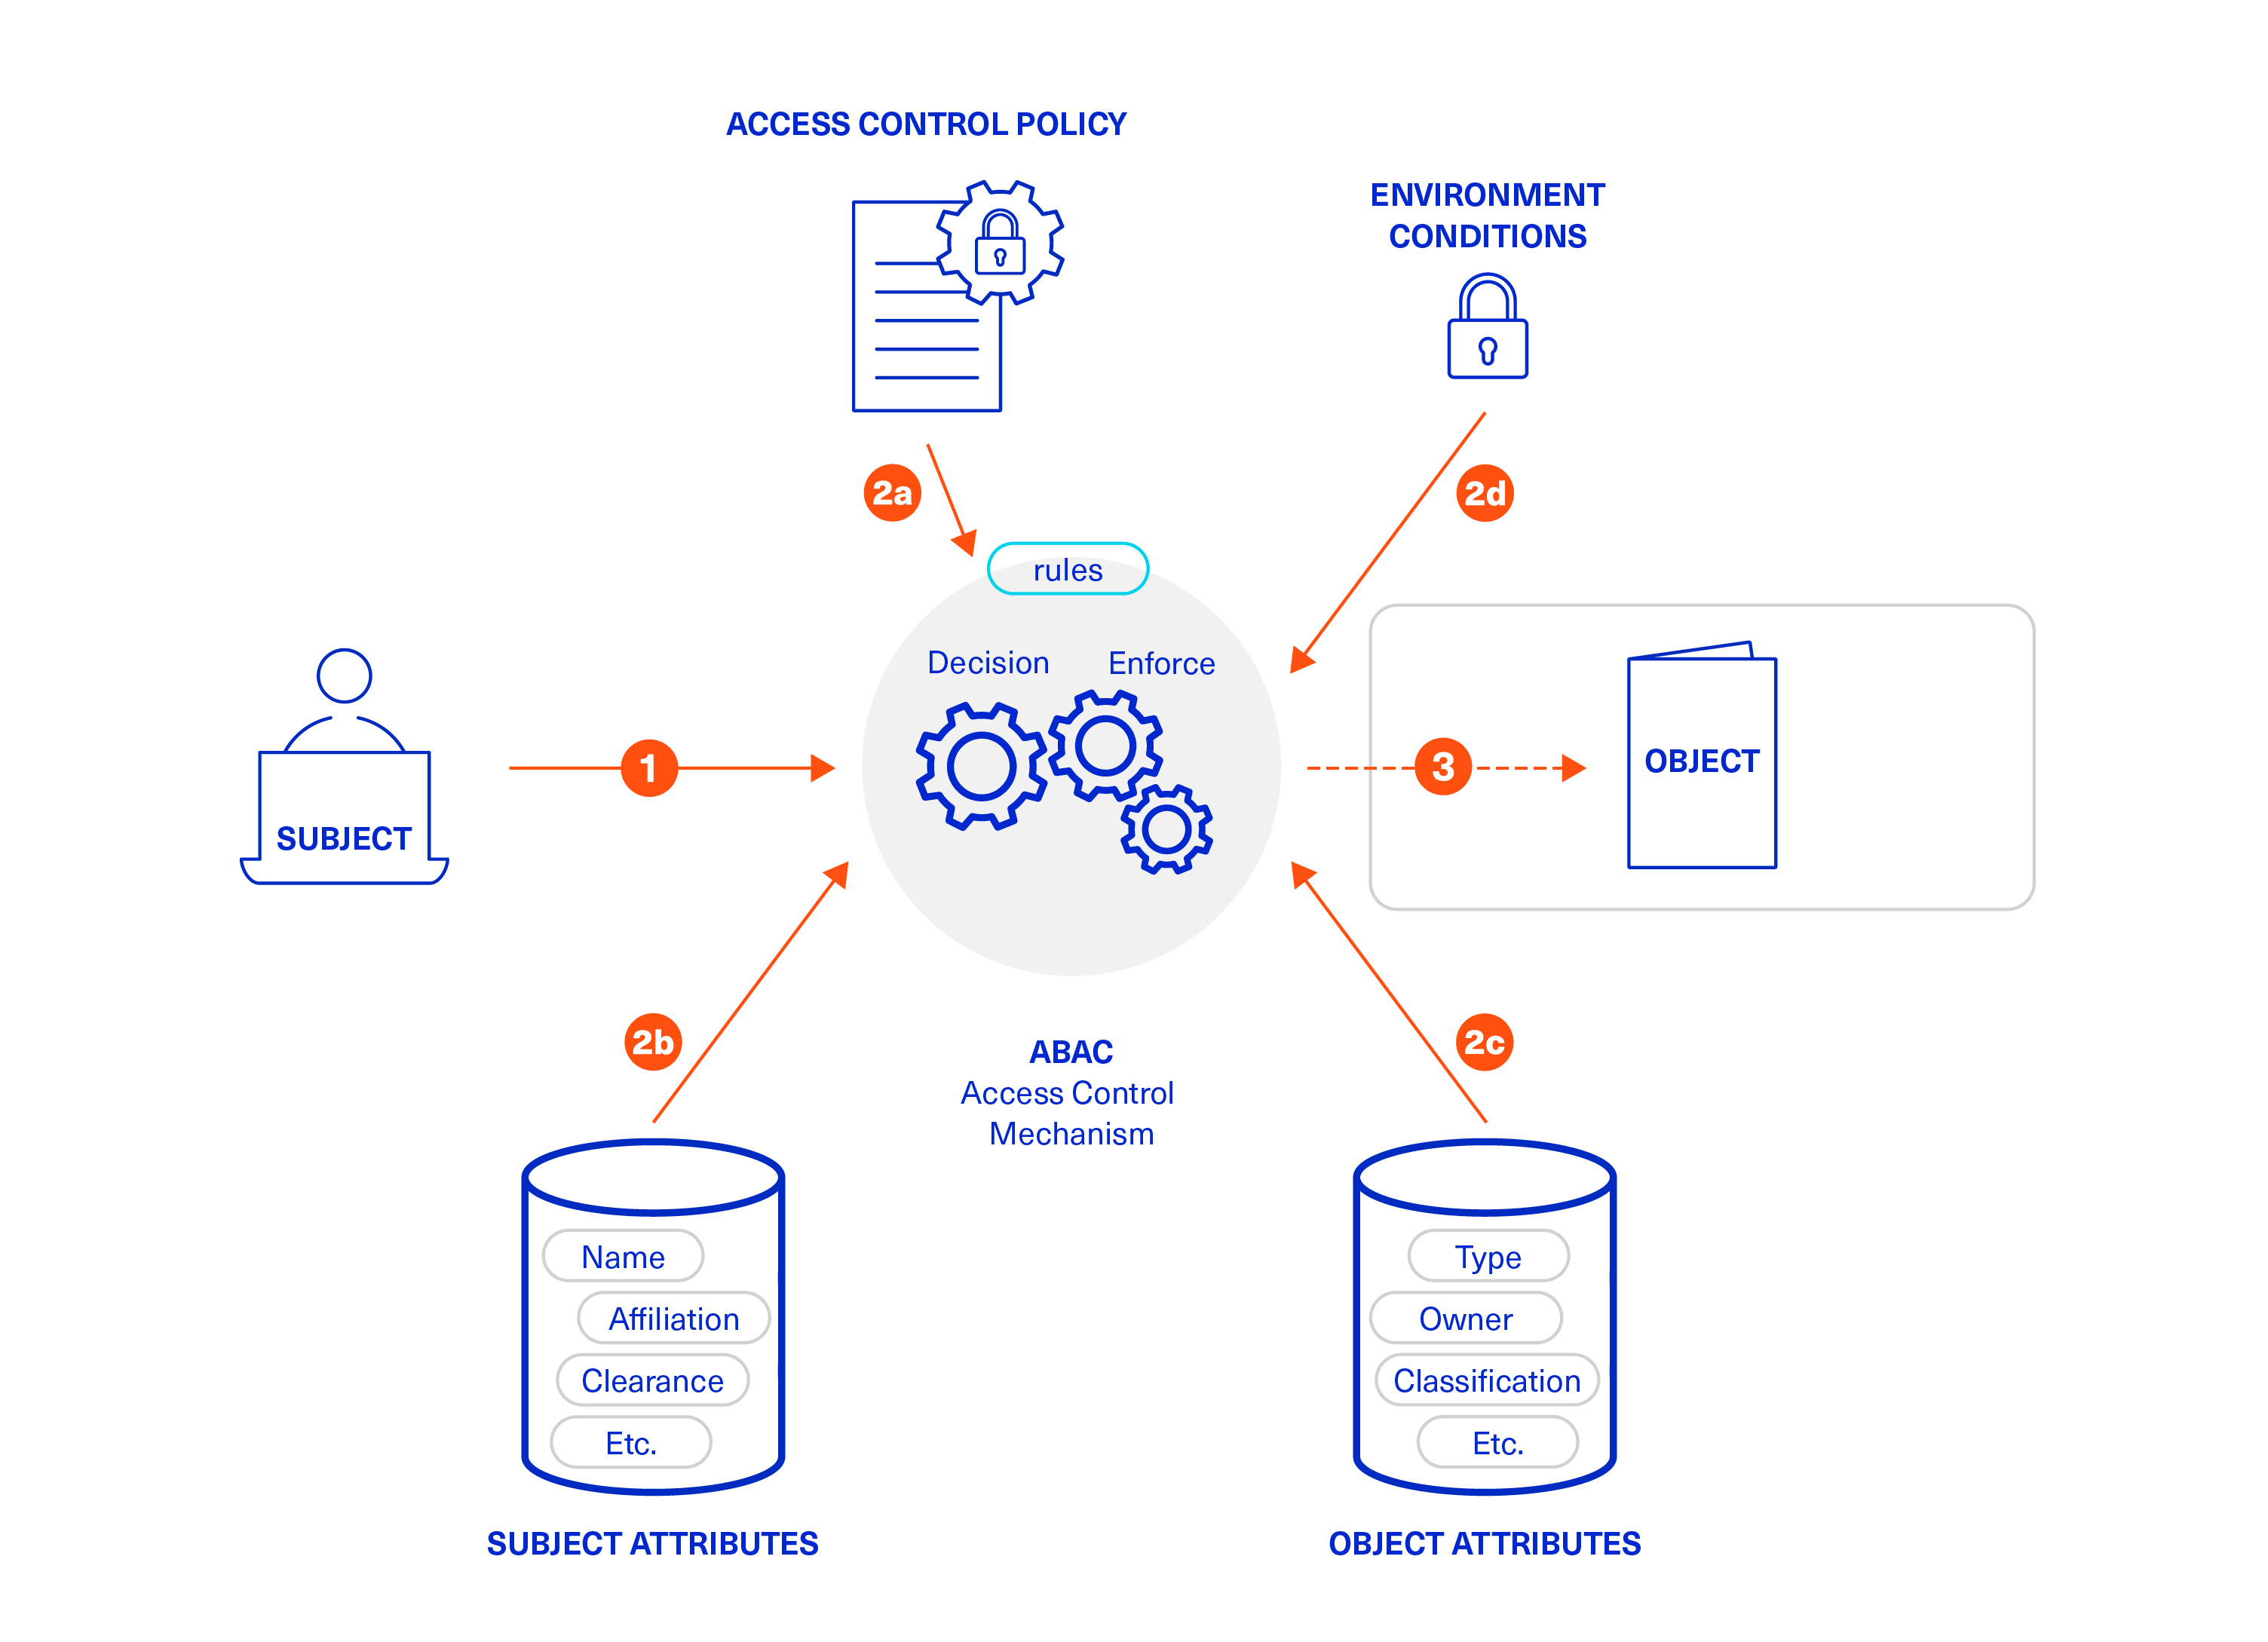 ACCESS CONTROL POLICY
ENVIRONMENT
CONDITIONS
2a
2d
rules
Decision
Enforce
SUBJECT
1
3
OBJECT
2b
2c
ABAC
Access Control
Mechanism
Name
Affiliation
Clearance
Etc.
SUBJECT ATTRIBUTES
Type
Owner
Classification
Etc.
OBJECT ATTRIBUTES